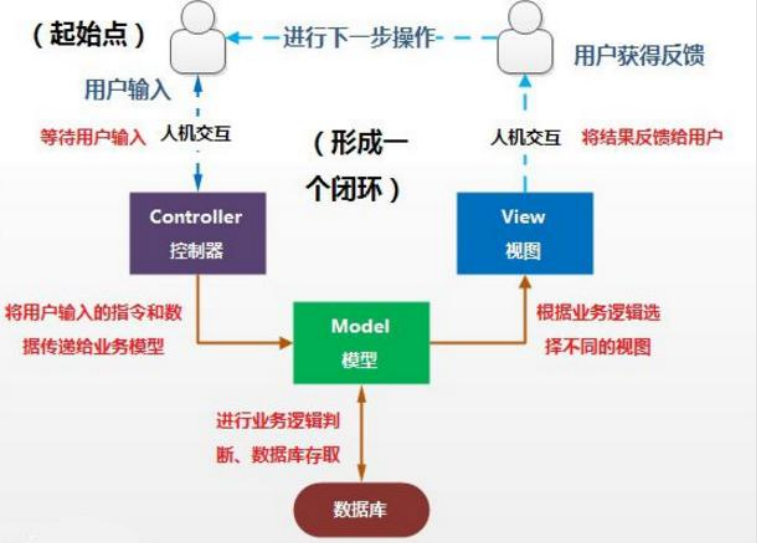 （起始点）
进行下一步操作
用户获得反馈
用户输入
等待用户输入
人机交互
（形成一
个闭环）
人机交互
将结果反馈给用户
Controller
控制器
View
视图
将用户输入的指令和数
据传递给业务模型
Model
模型
根据业务逻辑选
择不同的视图
进行业务逻辑判
断、数据库存取
数据库